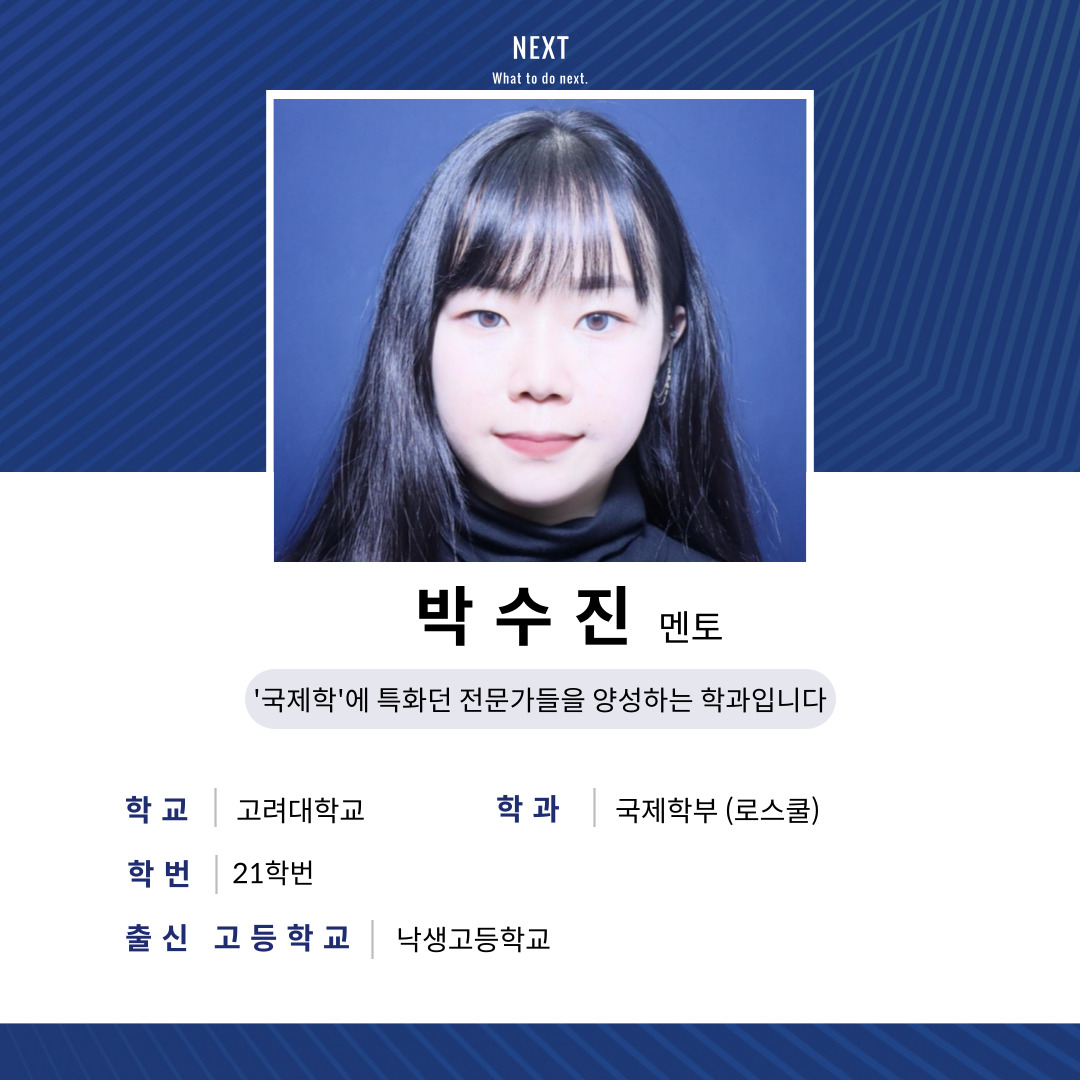 NEXT
What to do next.
박수진 멘토
'국제학'에 특화던 전문가들을 양성하는 학과입니다
학교 고려대학교 학과 국제학부 (로스쿨)
학번 21학번
출신 고등학교 낙생고등학교